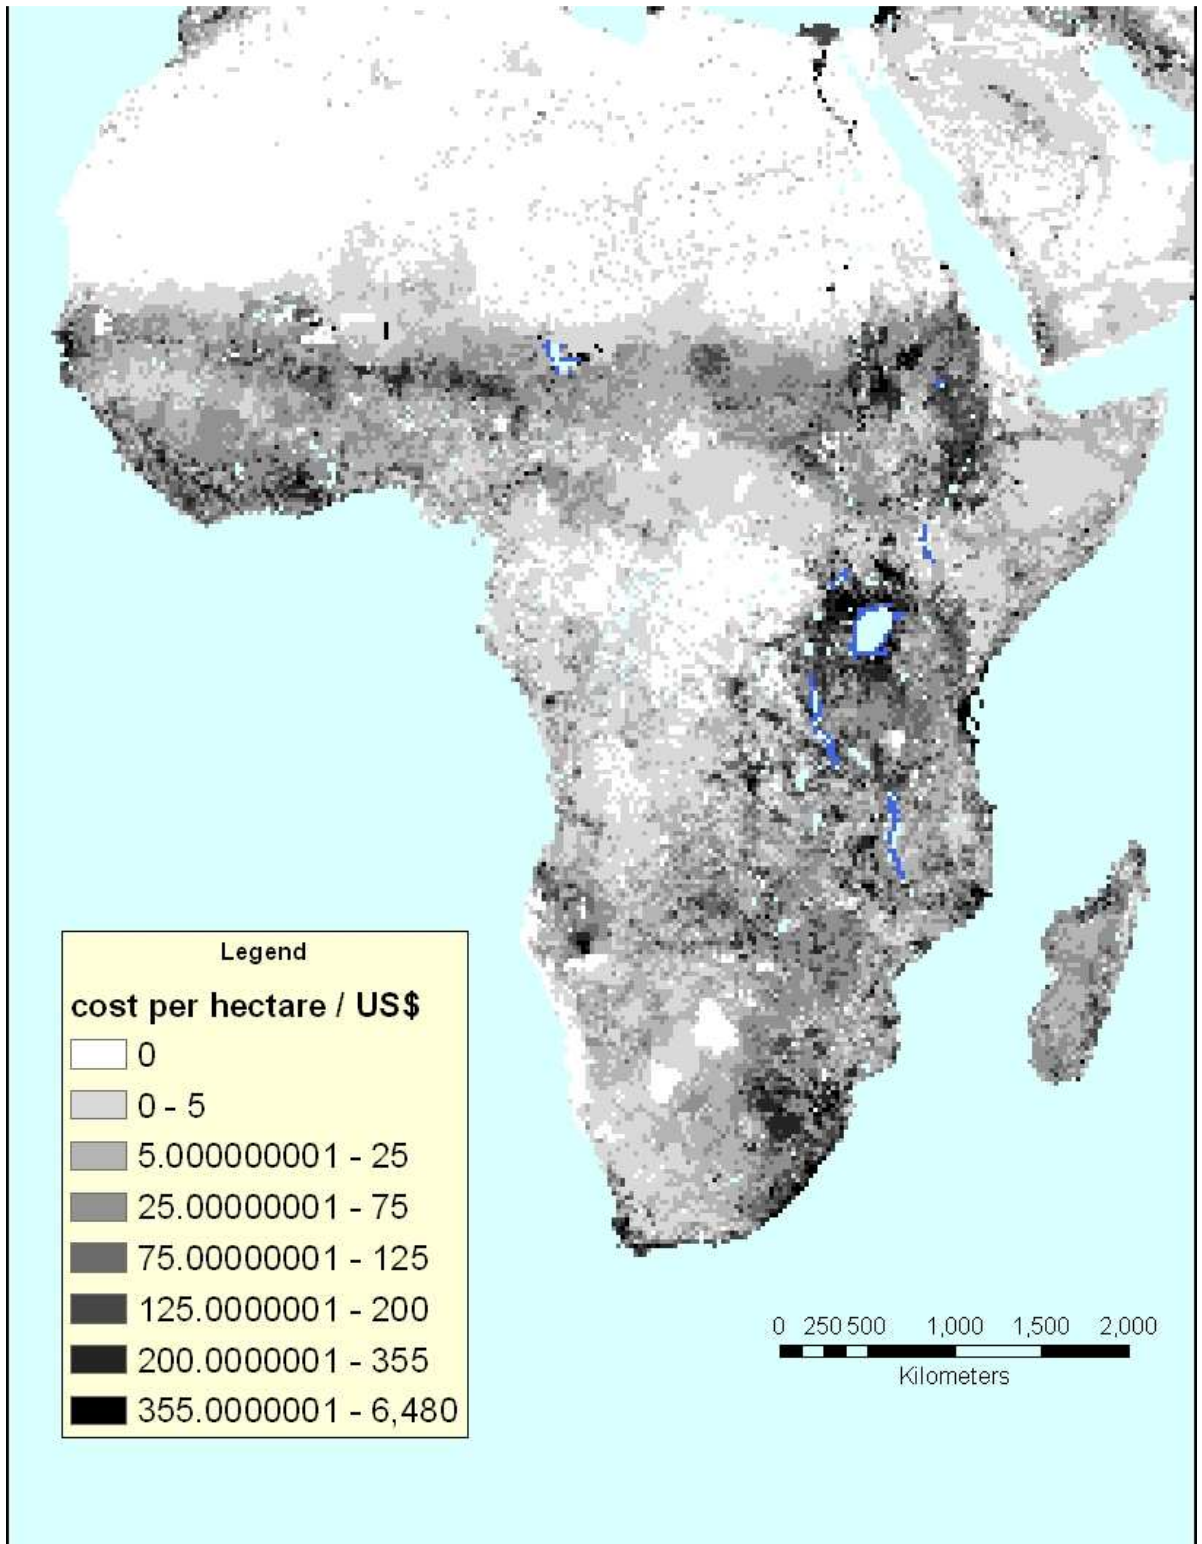 Legend
cost per hectare / US$
0
0 - 5
5.000000001 - 25
25.00000001 - 75
75.00000001 - 125
125.0000001 - 200
200.0000001 - 355
355.0000001 - 6,480
0 250 500 1,000 1,500 2,000
Kilometers